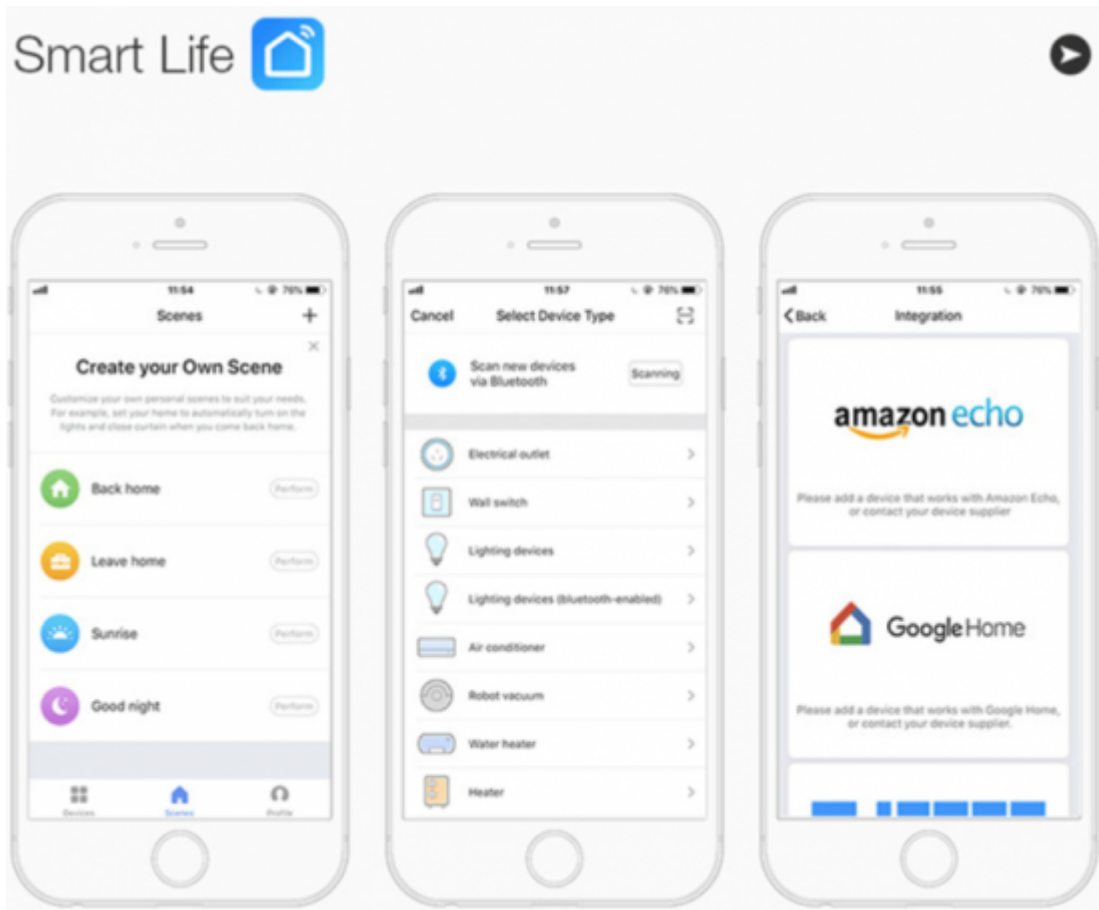 Smart Life
11:54
76%
Scenes
+
Create your Own Scene
Customize your own personal scenes to suit your needs.
For example, set your home to automatically turn on the
lights and close curtain when you come back home.
Back home
Perform
Leave home
Perform
Sunrise
Perform
Good night
Perform
Devices
Scenes
Profile
11:57
76%
Cancel
Select Device Type
Scan new devices
via Bluetooth
Scanning
Electrical outlet
Wall switch
Lighting devices
Lighting devices (bluetooth-enabled)
Air conditioner
Robot vacuum
Water heater
Heater
11:55
76%
Back
Integration
amazon echo
Please add a device that works with Amazon Echo,
or contact your device supplier
Google Home
Please add a device that works with Google Home,
or contact your device supplier.